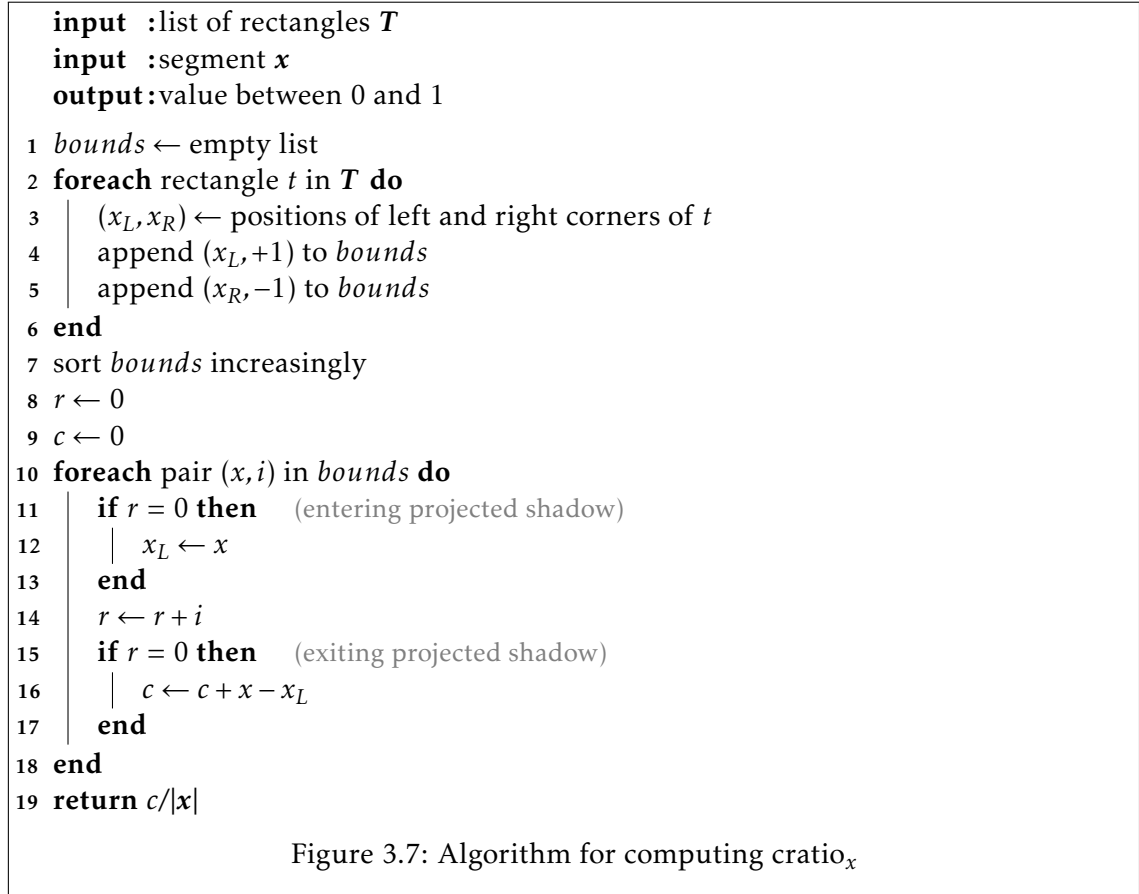 input :list of rectangles T
input :segment x
output:value between 0 and 1
1 bounds ← empty list
2 foreach rectangle t in T do
3 (x_L, x_R) ← positions of left and right corners of t
4 append (x_L, +1) to bounds
5 append (x_R, −1) to bounds
6 end
7 sort bounds increasingly
8 r ← 0
9 c ← 0
10 foreach pair (x, i) in bounds do
11 if r = 0 then (entering projected shadow)
12 x_L ← x
13 end
14 r ← r + i
15 if r = 0 then (exiting projected shadow)
16 c ← c + x − x_L
17 end
18 end
19 return c/|x|
Figure 3.7: Algorithm for computing cratio_x